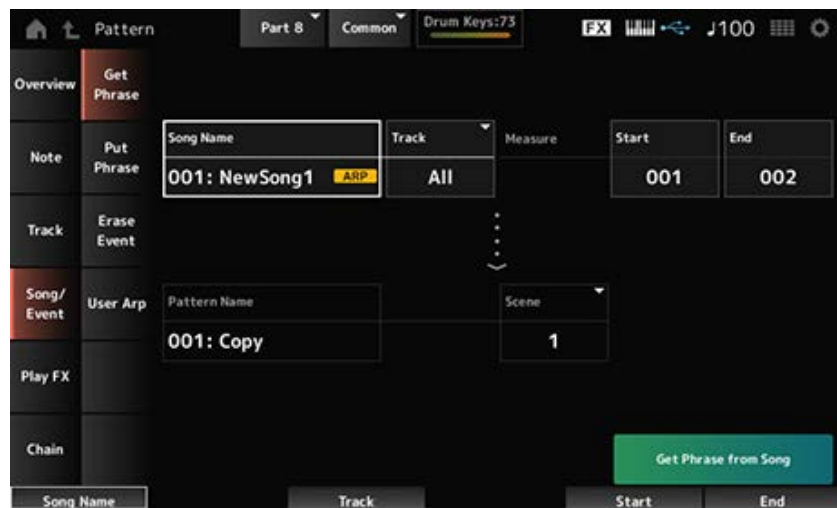 Pattern
Part 8
Common
Drum Keys:73
FX
♩100
Overview
Get
Phrase
Note
Put
Phrase
Song Name
Track
Measure
Start
End
001: NewSong1
ARP
All
001
002
Track
Erase
Event
Song/
Event
User Arp
Pattern Name
Scene
001: Copy
1
Play FX
Chain
Get Phrase from Song
Song Name
Track
Start
End